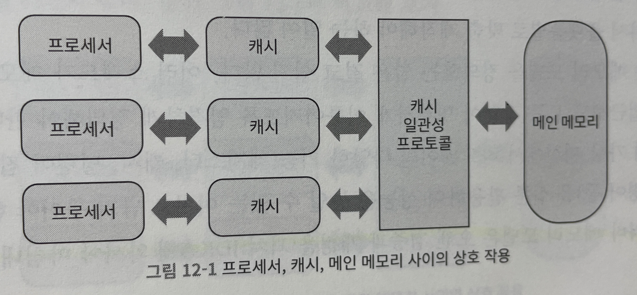 프로세서
캐시
프로세서
캐시
프로세서
캐시
캐시
일관성
프로토콜
메인 메모리
그림 12-1 프로세서, 캐시, 메인 메모리 사이의 상호 작용